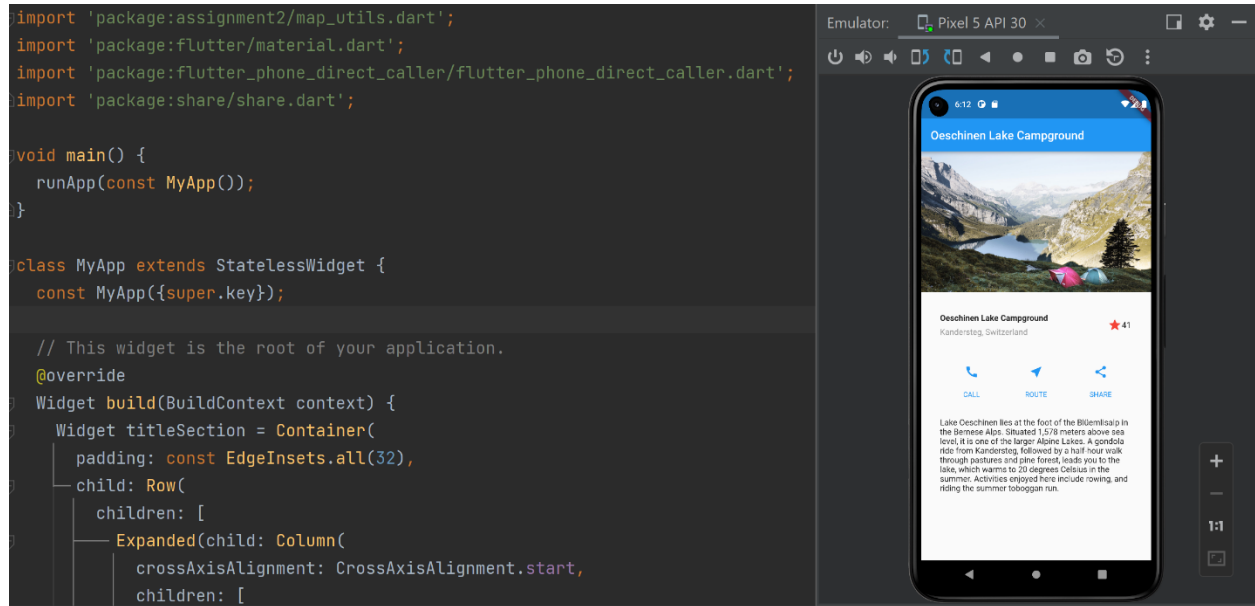 import 'package:assignment2/map_utils.dart';
import 'package:flutter/material.dart';
import 'package:flutter_phone_direct_caller/flutter_phone_direct_caller.dart';
import 'package:share/share.dart';
void main() {
runApp(const MyApp());
}
class MyApp extends StatelessWidget {
const MyApp({super.key});
// This widget is the root of your application.
@override
Widget build(BuildContext context) {
Widget titleSection = Container(
padding: const EdgeInsets.all(32),
child: Row(
children: [
Expanded(child: Column(
crossAxisAlignment: CrossAxisAlignment.start,
children: [
Emulator: Pixel 5 API 30
6:12
Oeschinen Lake Campground
Oeschinen Lake Campground
Kandersteg, Switzerland
41
CALL ROUTE SHARE
Lake Oeschinen lies at the foot of the Blüemlisalp in
the Bernese Alps. Situated 1,578 meters above sea
level, it is one of the larger Alpine Lakes. A gondola
ride from Kandersteg, followed by a half-hour walk
through pastures and pine forest, leads you to the
lake, which warms to 20 degrees Celsius in the
summer. Activities enjoyed here include rowing, and
riding the summer toboggan run.
1:1